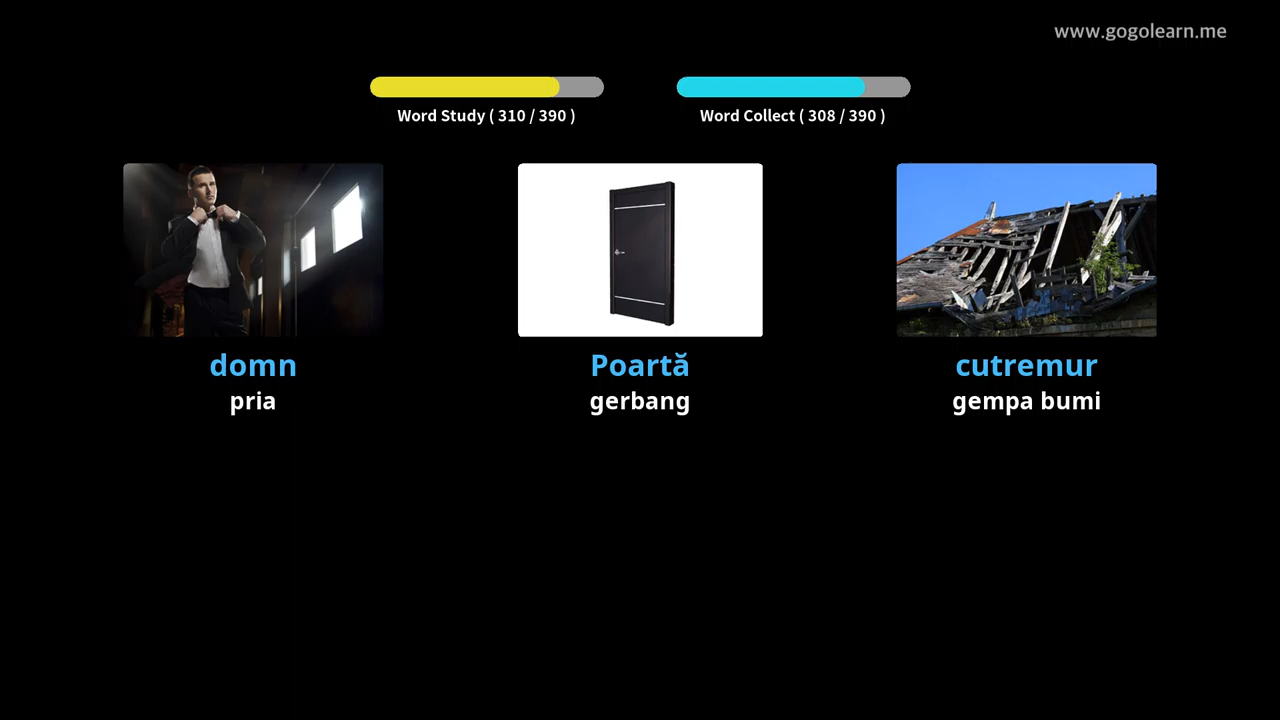 www.gogolearn.me
Word Study ( 310 / 390 )
Word Collect ( 308 / 390 )
domn
pria
Poartă
gerbang
cutremur
gempa bumi